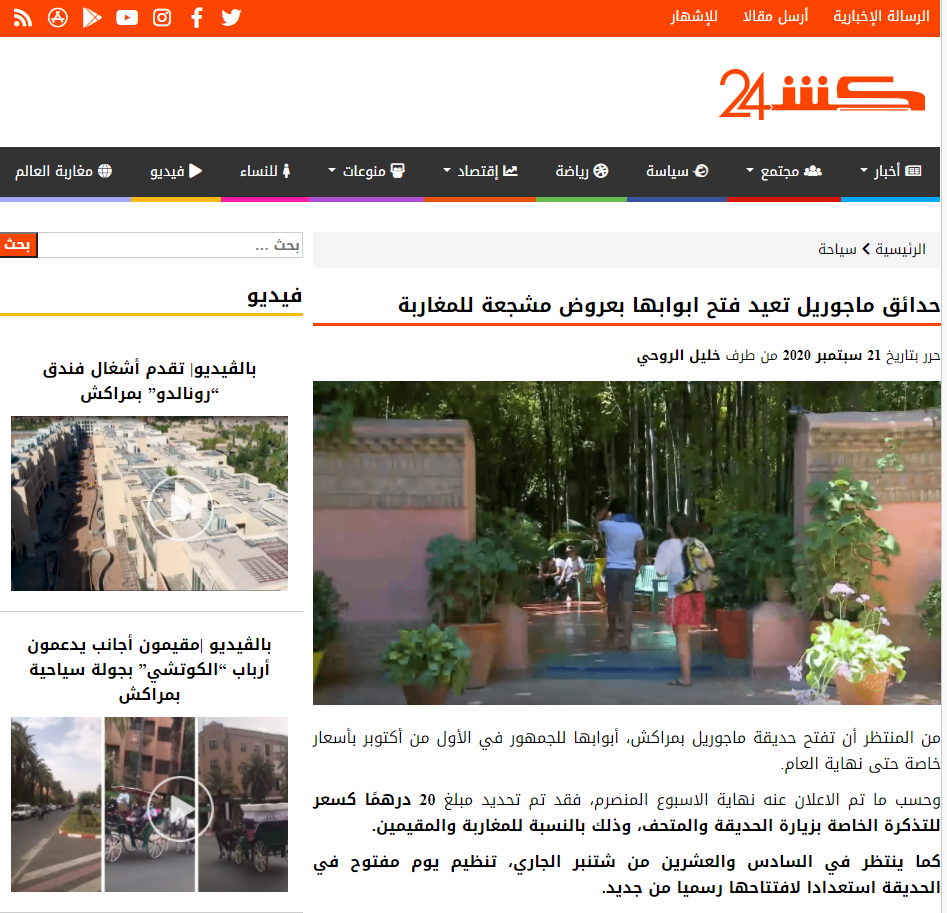 الرسالة الإخبارية أرسل مقالا للإشهار
كش24
أخبار مجتمع سياسة رياضة إقتصاد منوعات للنساء فيديو مغاربة العالم
الرئيسية سياحة
حدائق ماجوريل تعيد فتح ابوابها بعروض مشجعة للمغاربة
حرر بتاريخ 21 سبتمبر 2020 من طرف خليل الروحي
من المنتظر أن تفتح حديقة ماجوريل بمراكش، أبوابها للجمهور في الأول من أكتوبر بأسعار
خاصة حتى نهاية العام.
وحسب ما تم الاعلان عنه نهاية الاسبوع المنصرم، فقد تم تحديد مبلغ 20 درهمًا كسعر
للتذكرة الخاصة بزيارة الحديقة والمتحف، وذلك بالنسبة للمغاربة والمقيمين.
كما ينتظر في السادس والعشرين من شتنبر الجاري، تنظيم يوم مفتوح في
الحديقة استعدادا لافتتاحها رسميا من جديد.
بحث ... بحث
فيديو
بالڤيديو| تقدم أشغال فندق
“رونالدو” بمراكش
بالڤيديو |مقيمون أجانب يدعمون
أرباب “الكوتشي” بجولة سياحية
بمراكش